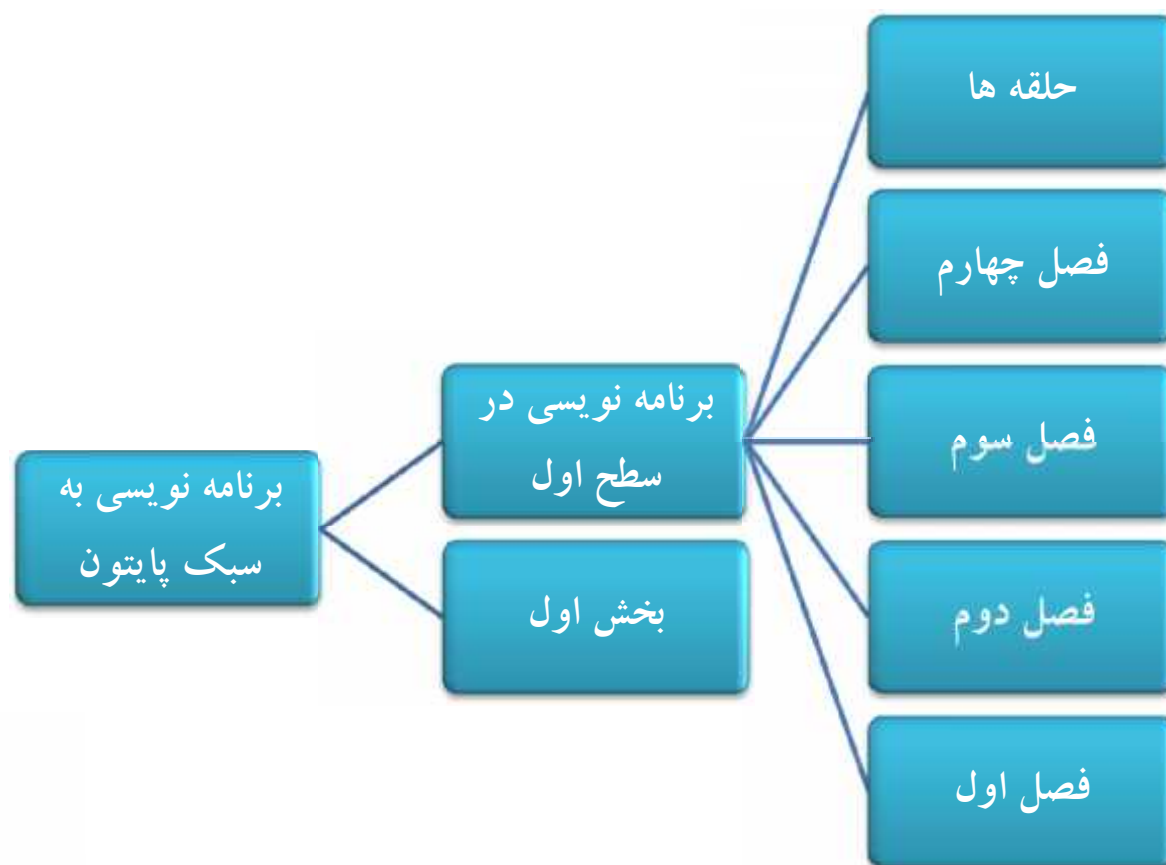 حلقه ها
فصل چهارم
برنامه نویسی در
سطح اول
فصل سوم
برنامه نویسی به
سبک پایتون
بخش اول
فصل دوم
فصل اول